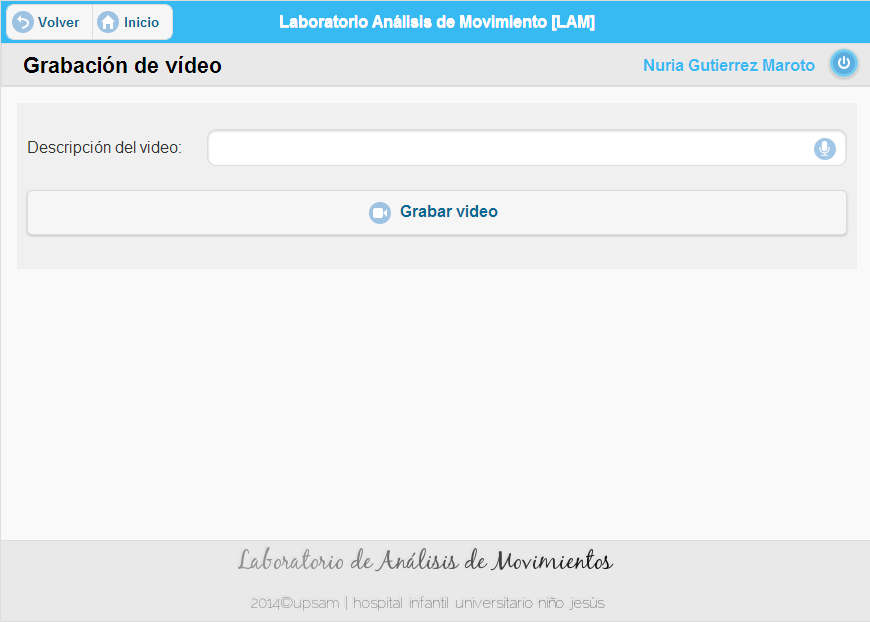 Volver Inicio Laboratorio Análisis de Movimiento [LAM]
Grabación de vídeo Nuria Gutierrez Maroto
Descripción del video:
Grabar video
Laboratorio de Análisis de Movimientos
2014©upsam | hospital infantil universitario niño jesús